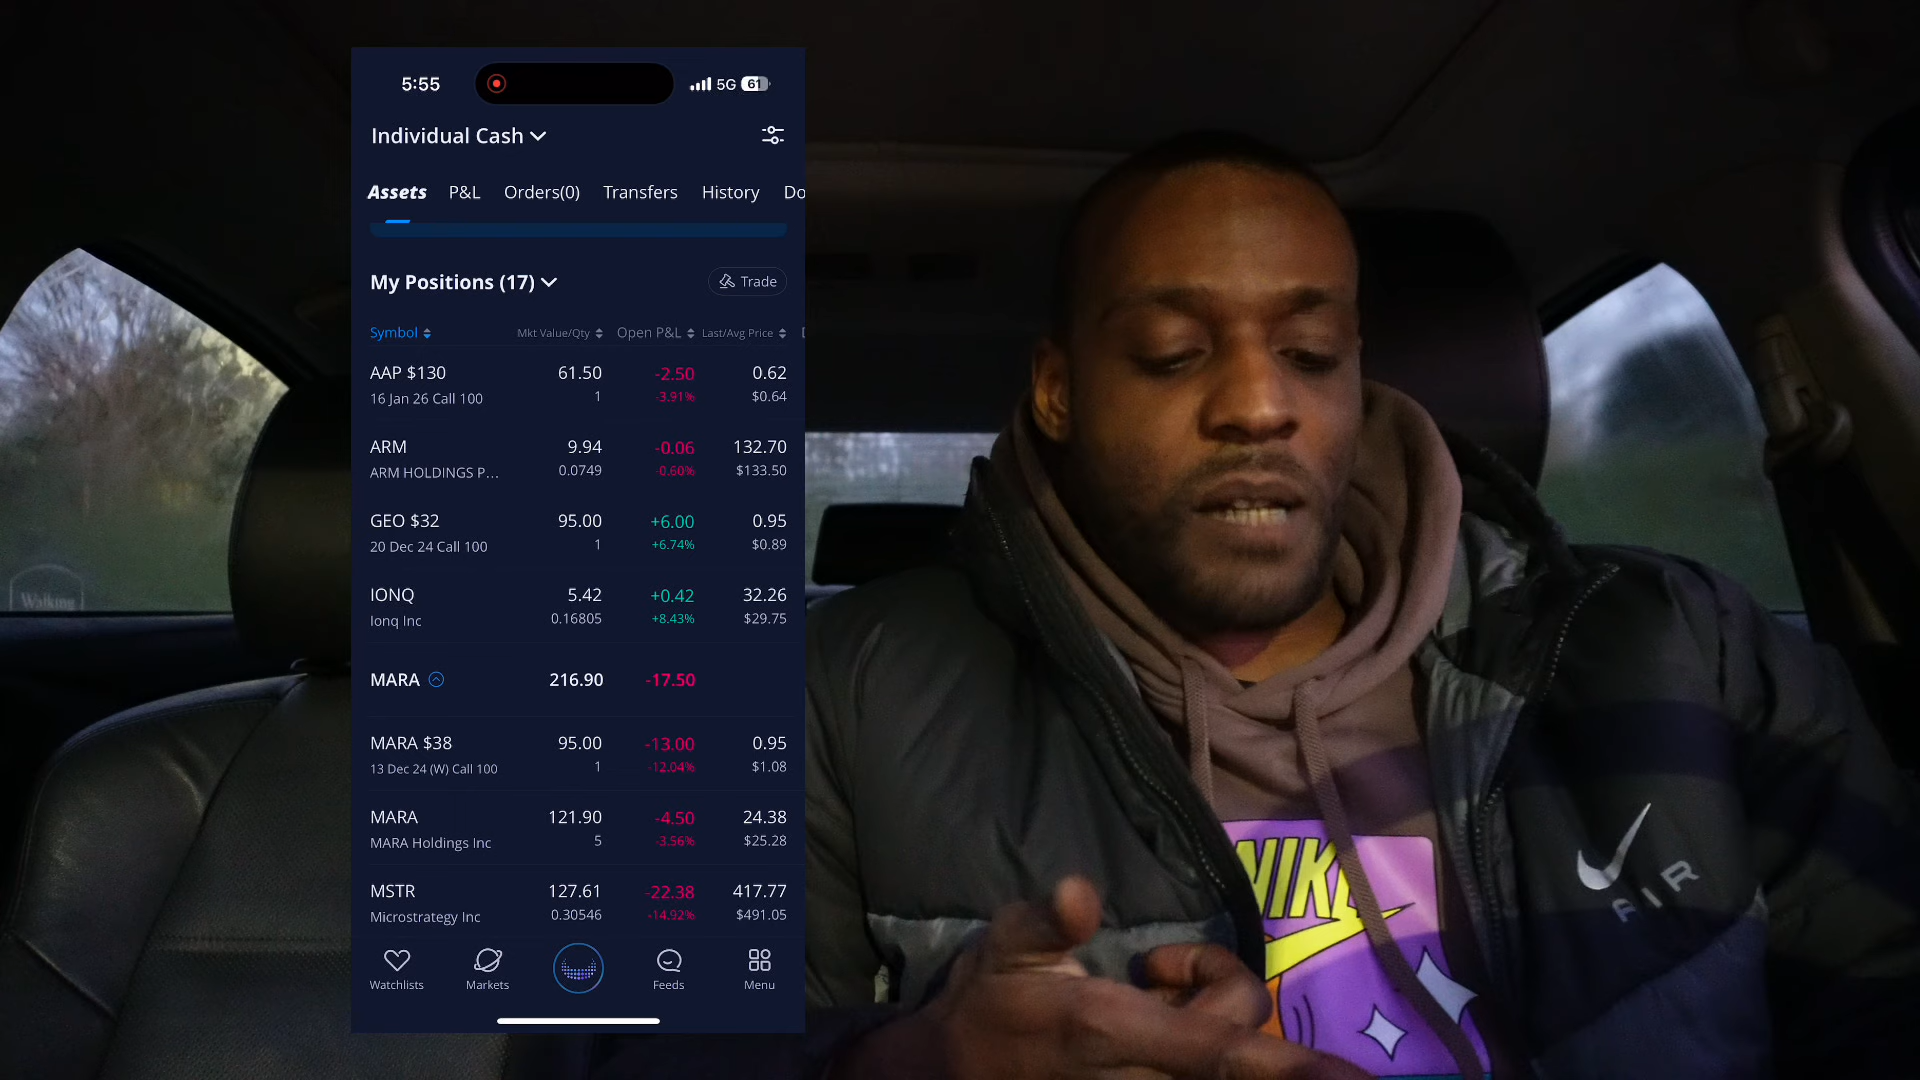 5:55 5G 61
Individual Cash
Assets P&L Orders(0) Transfers History Do
My Positions (17) Trade
Symbol Mkt Value/Qty Open P&L Last/Avg Price D
AAP $130 61.50 -2.50 0.62
16 Jan 26 Call 100 1 -3.91% $0.64
ARM 9.94 -0.06 132.70
ARM HOLDINGS P... 0.0749 -0.60% $133.50
GEO $32 95.00 +6.00 0.95
20 Dec 24 Call 100 1 +6.74% $0.89
IONQ 5.42 +0.42 32.26
Ionq Inc 0.16805 +8.43% $29.75
MARA 216.90 -17.50
MARA $38 95.00 -13.00 0.95
13 Dec 24 (W) Call 100 1 -12.04% $1.08
MARA 121.90 -4.50 24.38
MARA Holdings Inc 5 -3.56% $25.28
MSTR 127.61 -22.38 417.77
Microstrategy Inc 0.30546 -14.92% $491.05
Watchlists Markets Feeds Menu
Walking
NIKE
AIR